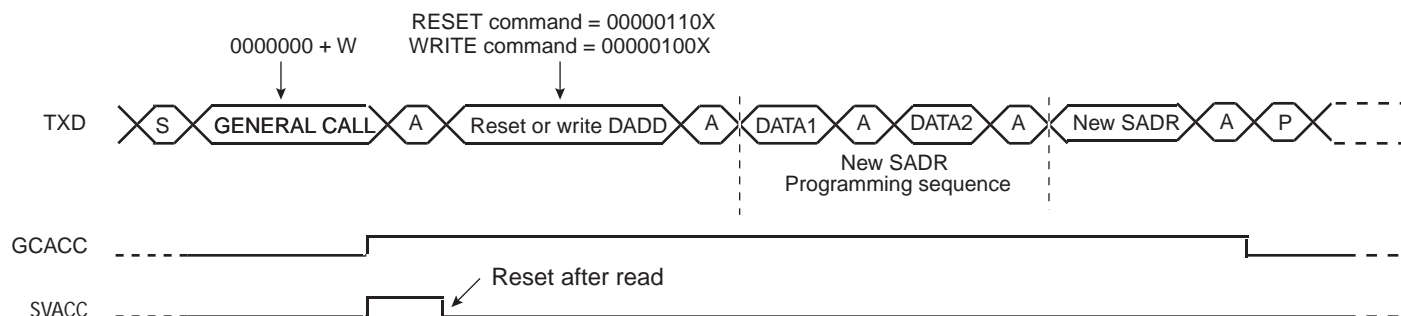 RESET command = 00000110X
0000000 + W
WRITE command = 00000100X
TXD
S
GENERAL CALL
A
Reset or write DADD
A
DATA1
A
DATA2
A
New SADR
A
P
New SADR
Programming sequence
GCACC
Reset after read
SVACC